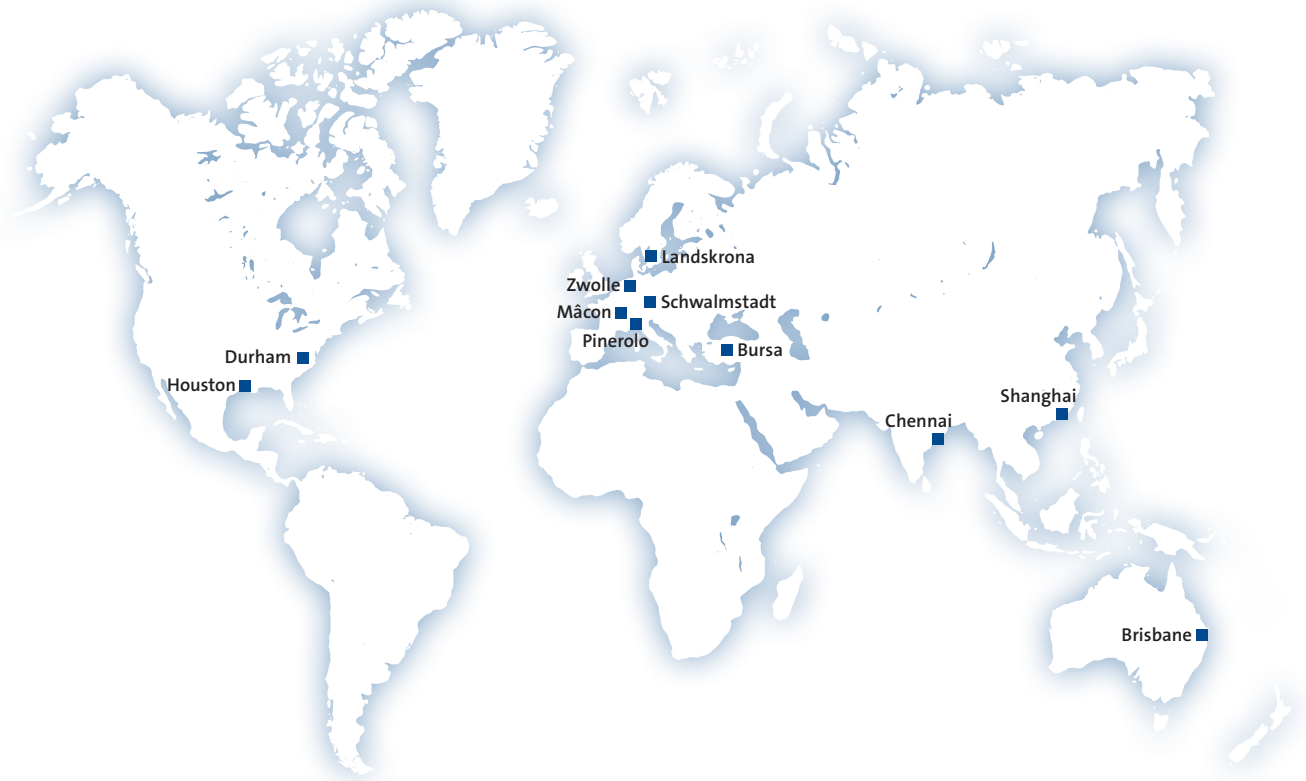 Landskrona
Zwolle
Schwalmstadt
Mâcon
Pinerolo
Bursa
Durham
Houston
Shanghai
Chennai
Brisbane